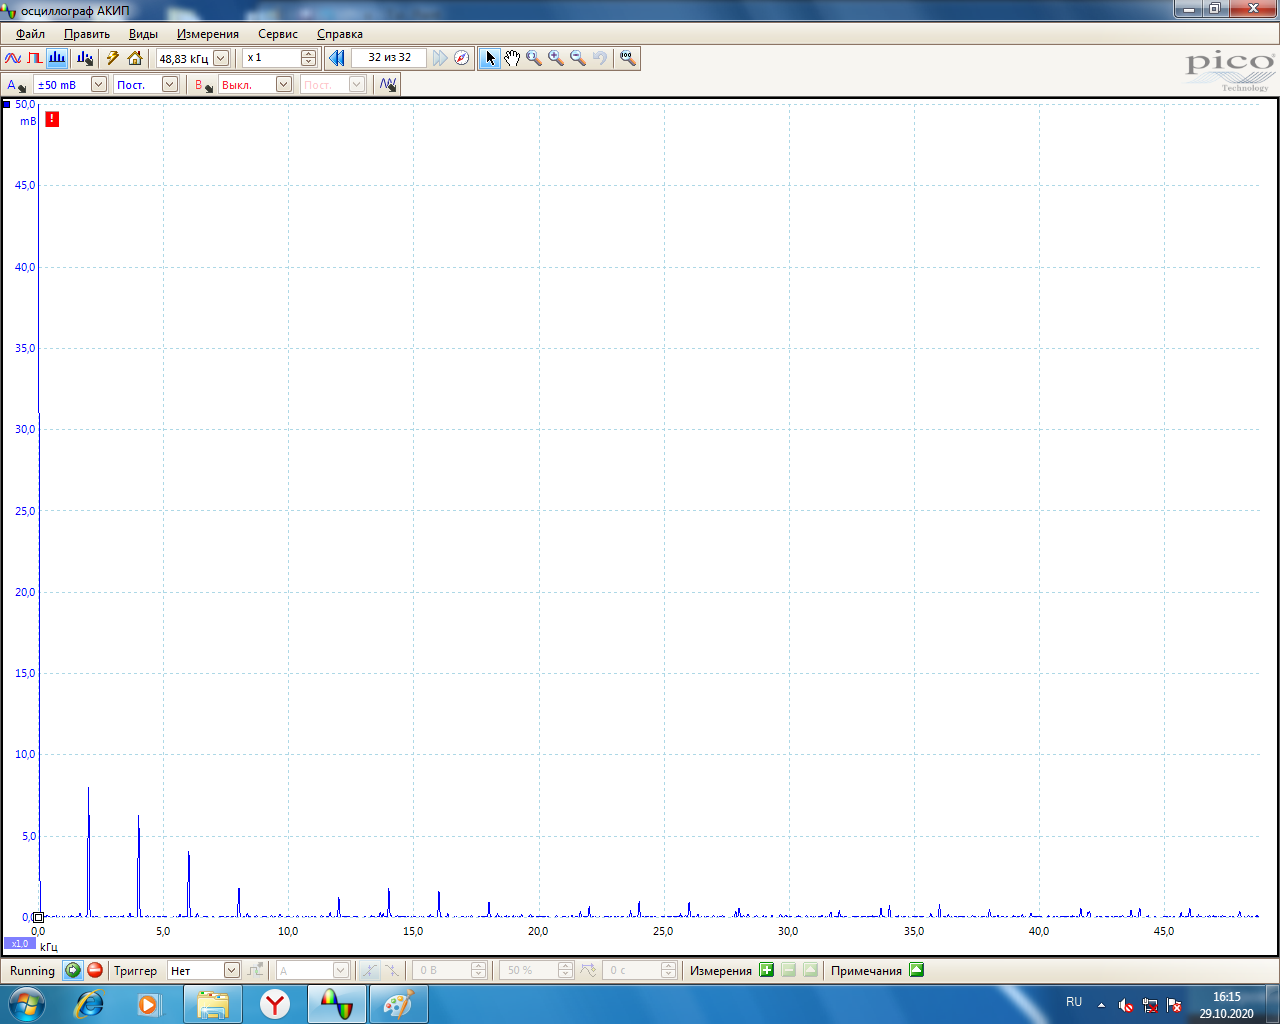 осциллограф АКИП
Файл Править Виды Измерения Сервис Справка
48,83 кГц x 1 32 из 32
A ±50 mB Пост. B Выкл. Пост.
pico
Technology
50,0
mB
!
45,0
40,0
35,0
30,0
25,0
20,0
15,0
10,0
5,0
0,0
0,0 5,0 10,0 15,0 20,0 25,0 30,0 35,0 40,0 45,0
x1,0 кГц
Running Триггер Нет A 0 В 50 % 0 с Измерения Примечания
RU 16:15
29.10.2020